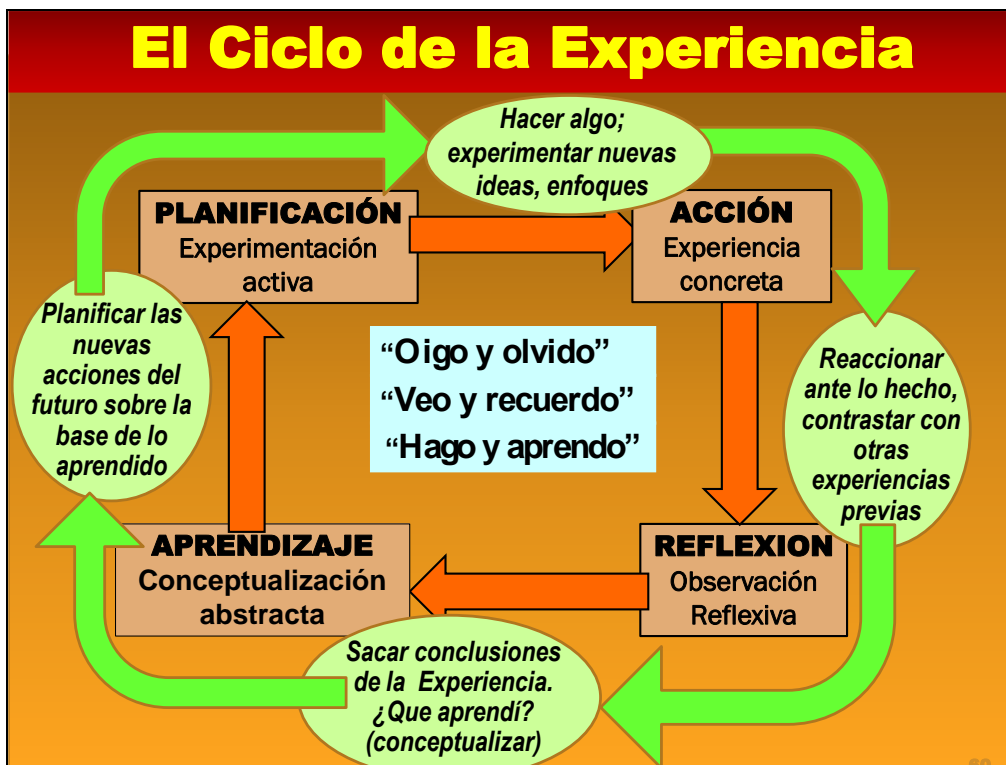 El Ciclo de la Experiencia
Hacer algo;
experimentar nuevas
ideas, enfoques
PLANIFICACIÓN
Experimentación
activa
ACCIÓN
Experiencia
concreta
Planificar las
nuevas
acciones del
futuro sobre la
base de lo
aprendido
“Oigo y olvido”
“Veo y recuerdo”
“Hago y aprendo”
Reaccionar
ante lo hecho,
contrastar con
otras
experiencias
previas
APRENDIZAJE
Conceptualización
abstracta
REFLEXION
Observación
Reflexiva
Sacar conclusiones
de la Experiencia.
¿Que aprendí?
(conceptualizar)